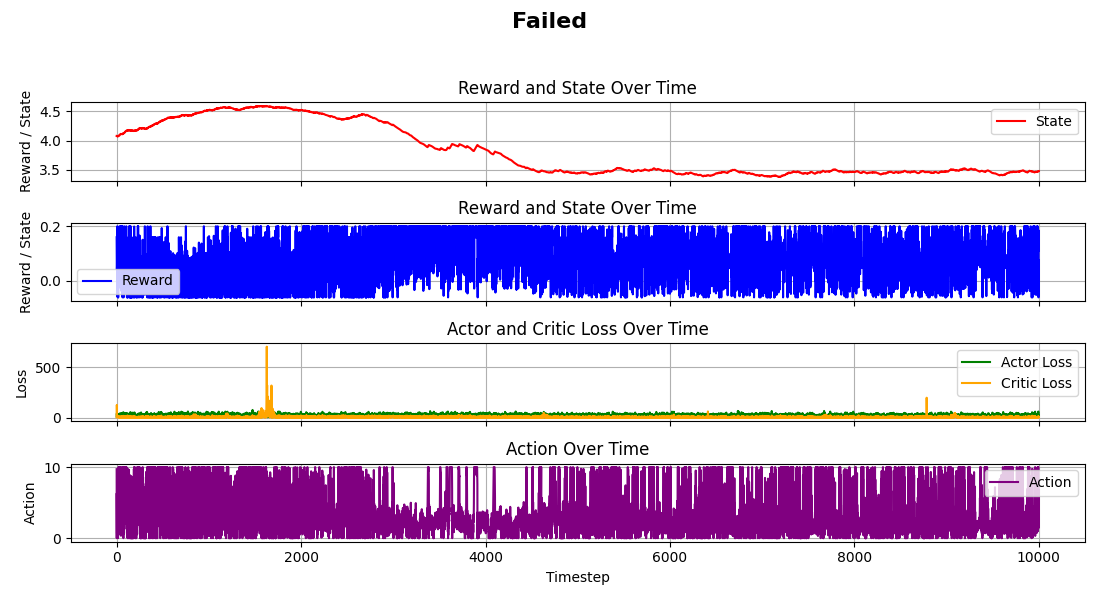 Failed
Reward and State Over Time
Reward / State
4.5
4.0
3.5
State
Reward and State Over Time
Reward / State
0.2
0.0
Reward
Actor and Critic Loss Over Time
Loss
500
0
Actor Loss
Critic Loss
Action Over Time
Action
10
0
Action
0 2000 4000 6000 8000 10000
Timestep